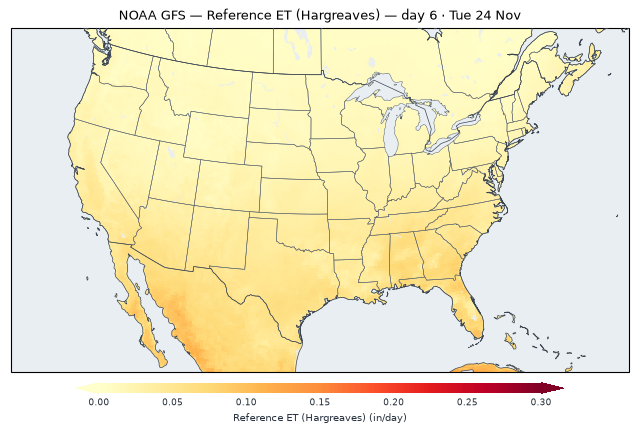 NOAA GFS — Reference ET (Hargreaves) — day 6 · Tue 24 Nov
0.00 0.05 0.10 0.15 0.20 0.25 0.30
Reference ET (Hargreaves) (in/day)